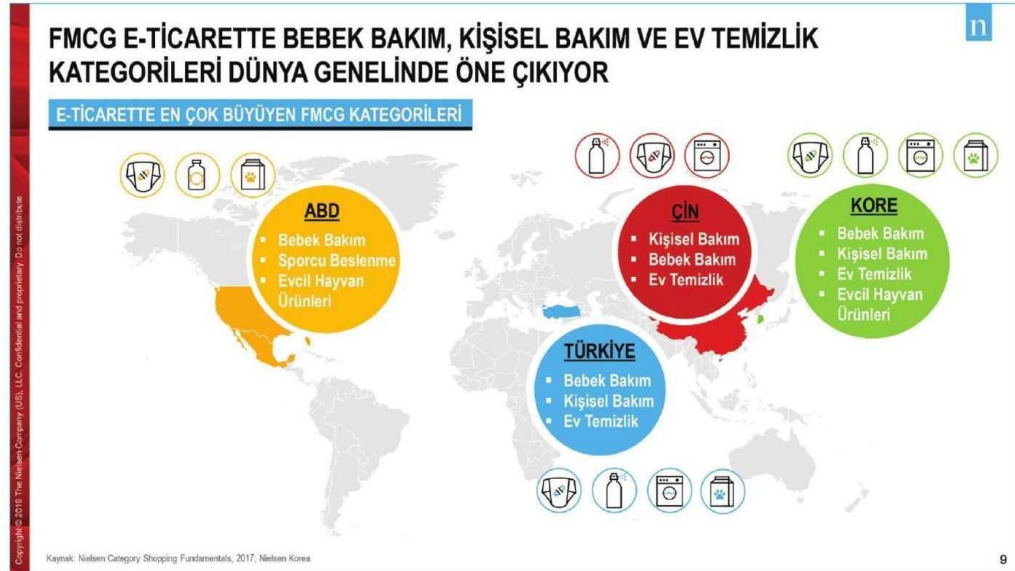 FMCG E-TİCARETTE BEBEK BAKIM, KİŞİSEL BAKIM VE EV TEMİZLİK
KATEGORİLERİ DÜNYA GENELİNDE ÖNE ÇIKIYOR
n
E-TİCARETTE EN ÇOK BÜYÜYEN FMCG KATEGORİLERİ
ABD
▪ Bebek Bakım
▪ Sporcu Beslenme
▪ Evcil Hayvan
Ürünleri
ÇİN
▪ Kişisel Bakım
▪ Bebek Bakım
▪ Ev Temizlik
KORE
▪ Bebek Bakım
▪ Kişisel Bakım
▪ Ev Temizlik
▪ Evcil Hayvan
Ürünleri
TÜRKİYE
▪ Bebek Bakım
▪ Kişisel Bakım
▪ Ev Temizlik
Copyright © 2019 The Nielsen Company (US), LLC. Confidential and proprietary. Do not distribute
Kaynak: Nielsen Category Shopping Fundamentals, 2017; Nielsen Korea
9